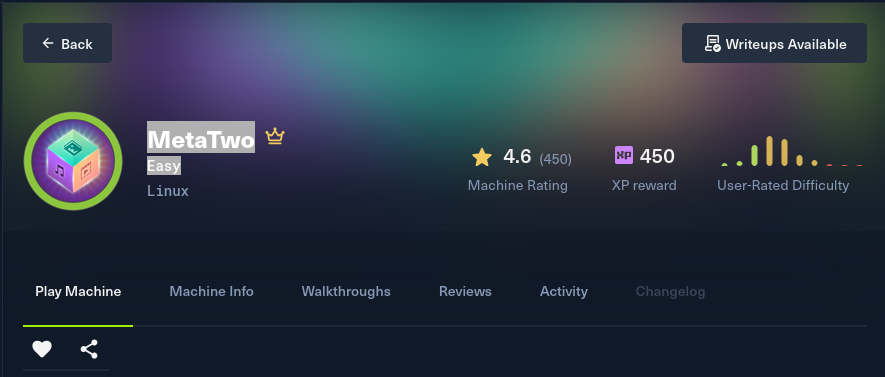 Back
Writeups Available
MetaTwo
Easy
Linux
4.6 (450)
Machine Rating
XP 450
XP reward
User-Rated Difficulty
Play Machine
Machine Info
Walkthroughs
Reviews
Activity
Changelog